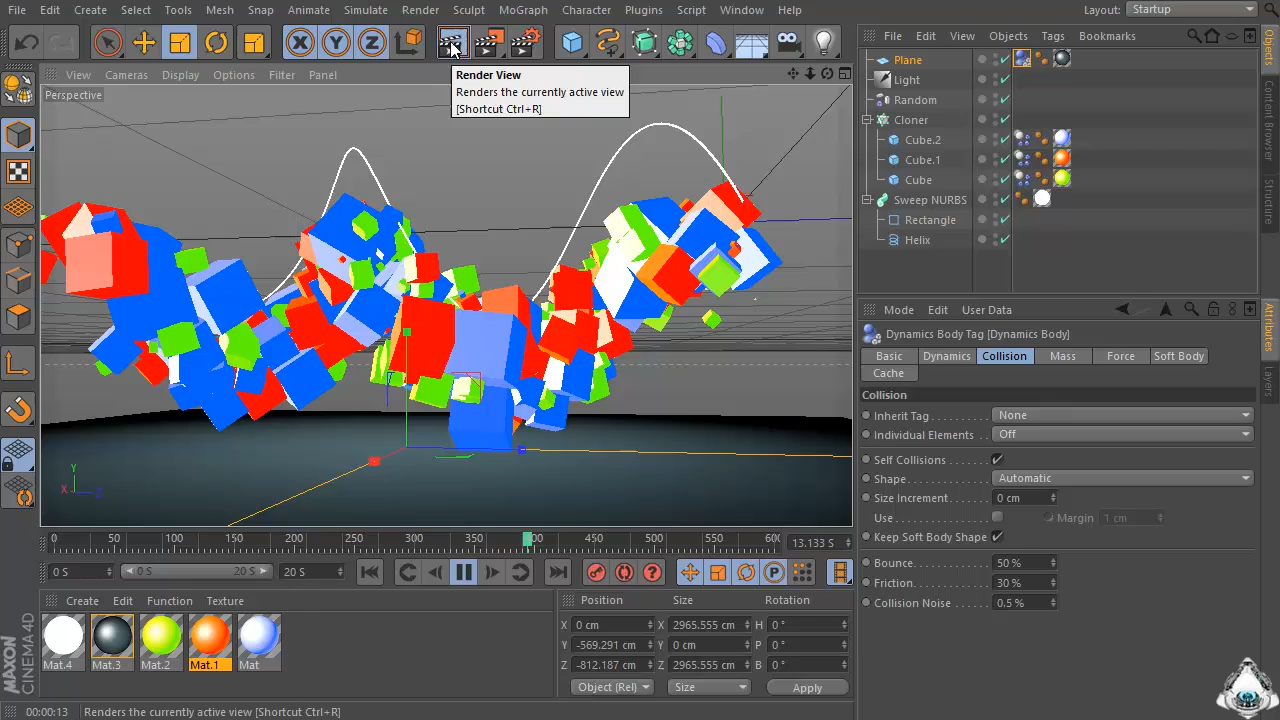 File Edit Create Select Tools Mesh Snap Animate Simulate Render Sculpt MoGraph Character Plugins Script Window Help Layout: Startup
X Y Z
View Cameras Display Options Filter Panel
Perspective
Render View
Renders the currently active view
[Shortcut Ctrl+R]
Y
X Z
File Edit View Objects Tags Bookmarks
Plane
Light
Random
Cloner
Cube.2
Cube.1
Cube
Sweep NURBS
Rectangle
Helix
Objects
Content Browser
Structure
Mode Edit User Data
Dynamics Body Tag [Dynamics Body]
Basic Dynamics Collision Mass Force Soft Body
Cache
Collision
Inherit Tag None
Individual Elements Off
Self Collisions
Shape Automatic
Size Increment 0 cm
Use Margin 1 cm
Keep Soft Body Shape
Bounce 50 %
Friction 30 %
Collision Noise 0.5 %
Attributes
Layers
0 50 100 150 200 250 300 350 450 500 550 13.133 S
0 S 0 S 20 S 20 S
P
Create Edit Function Texture
Mat.4 Mat.3 Mat.2 Mat.1 Mat
Position Size Rotation
X 0 cm X 2965.555 cm H 0 °
Y -569.291 cm Y 0 cm P 0 °
Z -812.187 cm Z 2965.555 cm B 0 °
Object (Rel) Size Apply
MAXON
CINEMA 4D
00:00:13 Renders the currently active view [Shortcut Ctrl+R]